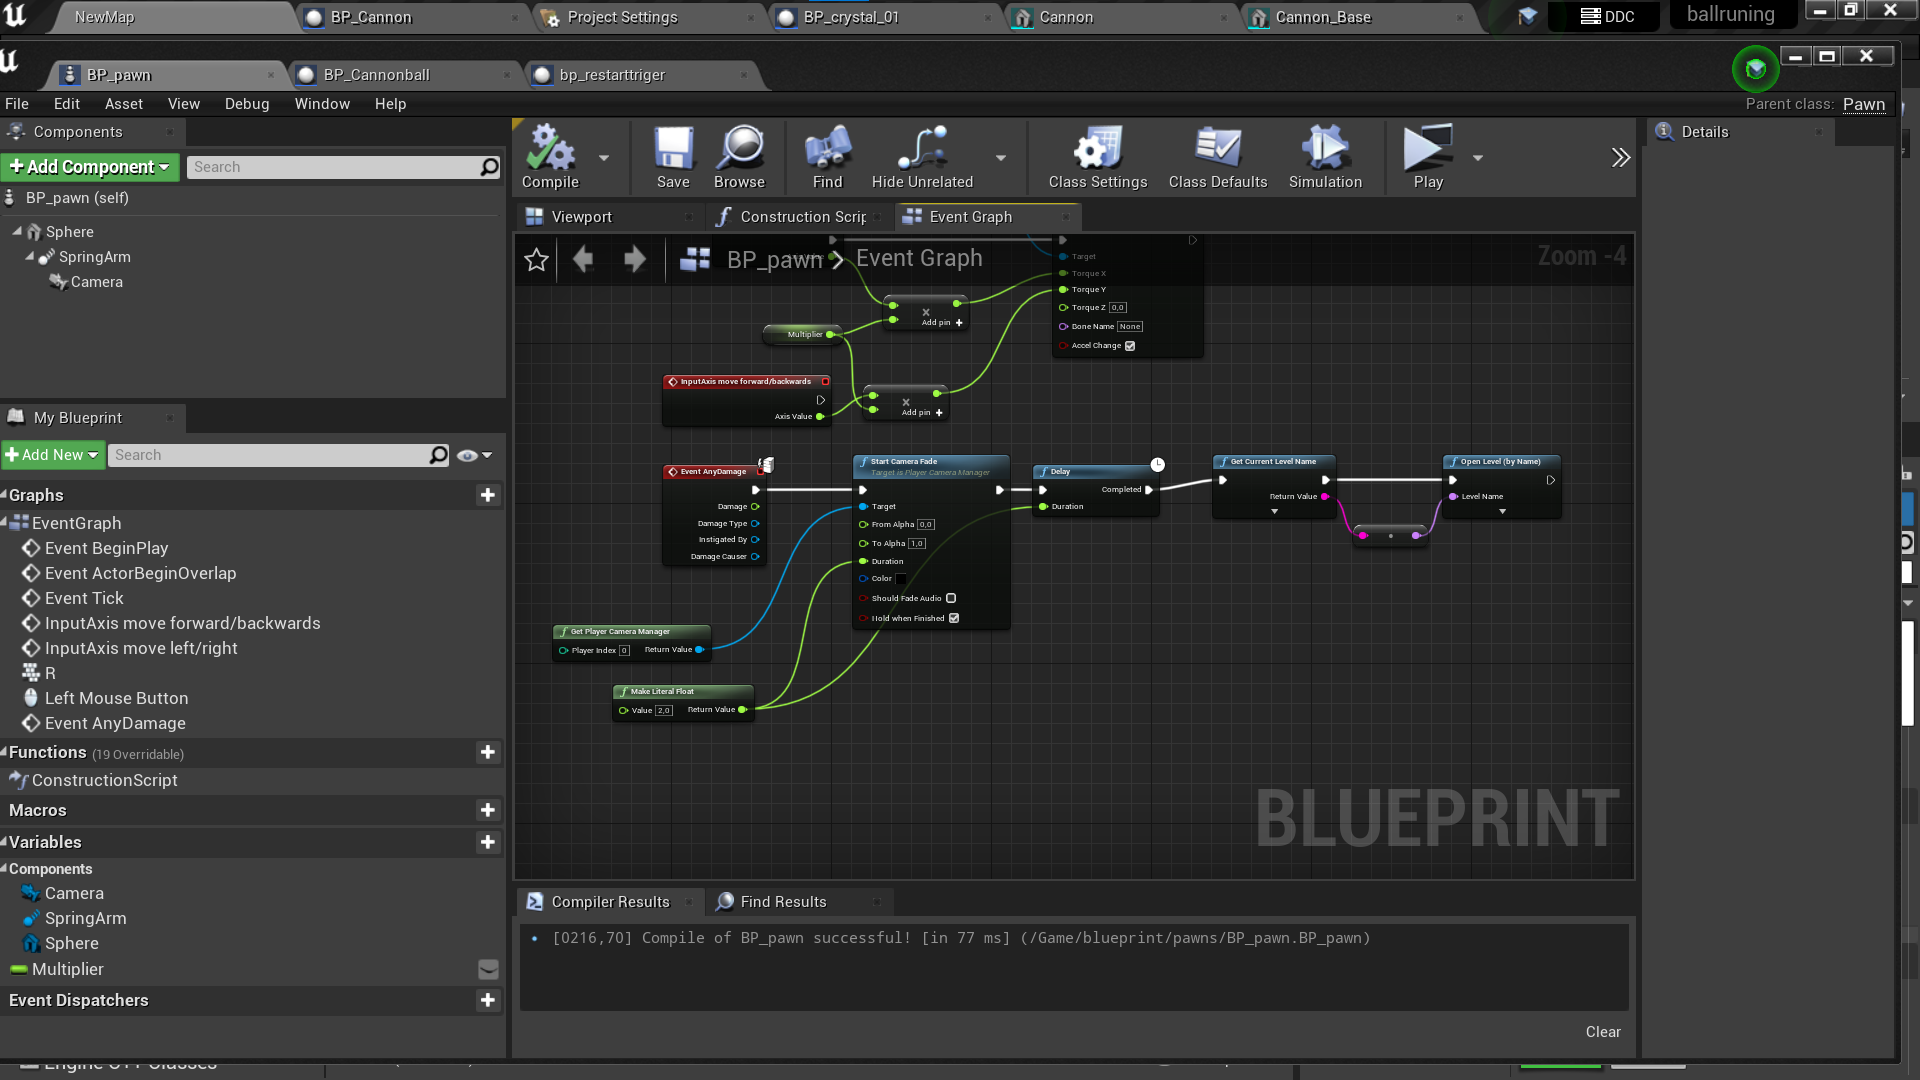 NewMap
BP_Cannon
Project Settings
BP_crystal_01
Cannon
Cannon_Base
DDC
ballruning
BP_pawn
BP_Cannonball
bp_restarttriger
File
Edit
Asset
View
Debug
Window
Help
Parent class: Pawn
Components
Add Component
Search
BP_pawn (self)
Sphere
SpringArm
Camera
My Blueprint
Add New
Search
Graphs
EventGraph
Event BeginPlay
Event ActorBeginOverlap
Event Tick
InputAxis move forward/backwards
InputAxis move left/right
R
Left Mouse Button
Event AnyDamage
Functions (19 Overridable)
ConstructionScript
Macros
Variables
Components
Camera
SpringArm
Sphere
Multiplier
Event Dispatchers
Compile
Save
Browse
Find
Hide Unrelated
Class Settings
Class Defaults
Simulation
Play
Viewport
Construction Scrip
Event Graph
BP_pawn > Event Graph
Zoom -4
Target
Torque X
Torque Y
Torque Z 0,0
Bone Name None
Accel Change
Multiplier
Add pin
InputAxis move forward/backwards
Axis Value
Add pin
Event AnyDamage
Damage
Damage Type
Instigated By
Damage Causer
Start Camera Fade
Target is Player Camera Manager
Target
From Alpha 0,0
To Alpha 1,0
Duration
Color
Should Fade Audio
Hold when Finished
Delay
Completed
Duration
Get Current Level Name
Return Value
Open Level (by Name)
Level Name
Get Player Camera Manager
Player Index 0
Return Value
Make Literal Float
Value 2,0
Return Value
BLUEPRINT
Compiler Results
Find Results
[0216,70] Compile of BP_pawn successful! [in 77 ms] (/Game/blueprint/pawns/BP_pawn.BP_pawn)
Clear
Details
Engine C++ Classes